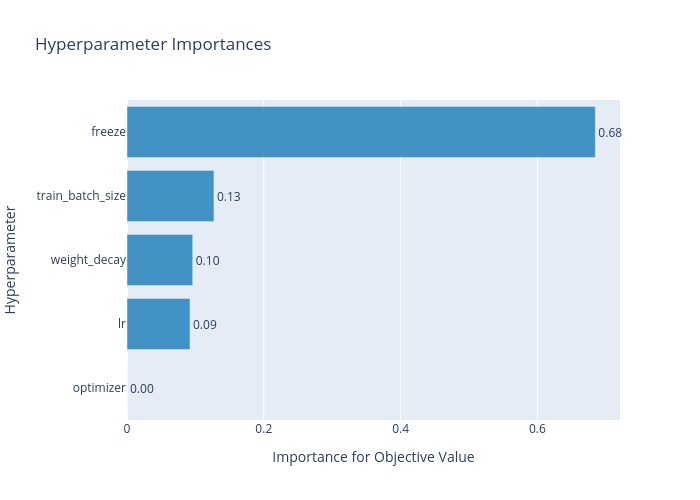 Hyperparameter Importances
Hyperparameter
freeze
0.68
train_batch_size
0.13
weight_decay
0.10
lr
0.09
optimizer
0.00
0
0.2
0.4
0.6
Importance for Objective Value